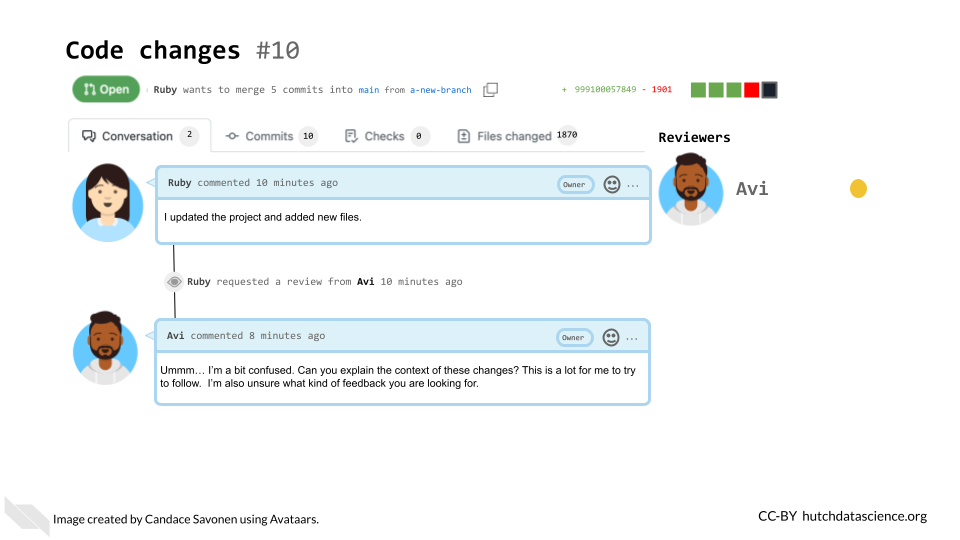 Code changes #10
Open Ruby wants to merge 5 commits into main from a-new-branch + 999100057849 - 1901
Conversation 2 Commits 10 Checks 0 Files changed 1870
Reviewers
Ruby commented 10 minutes ago Owner ...
Avi
I updated the project and added new files.
Ruby requested a review from Avi 10 minutes ago
Avi commented 8 minutes ago Owner ...
Ummm… I'm a bit confused. Can you explain the context of these changes? This is a lot for me to try
to follow.  I'm also unsure what kind of feedback you are looking for.
Image created by Candace Savonen using Avataars.
CC-BY hutchdatascience.org